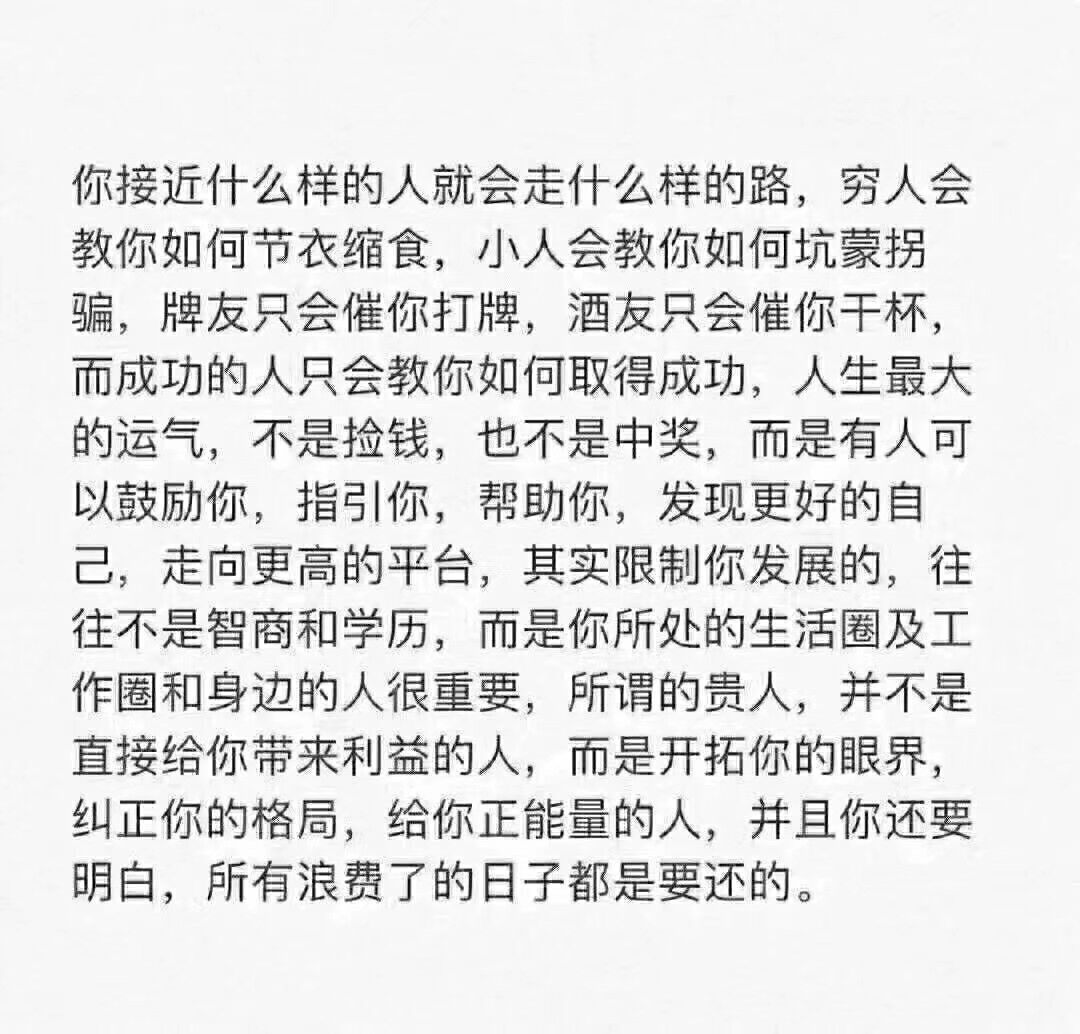 你接近什么样的人就会走什么样的路，穷人会
教你如何节衣缩食，小人会教你如何坑蒙拐
骗，牌友只会催你打牌，酒友只会催你干杯，
而成功的人只会教你如何取得成功，人生最大
的运气，不是捡钱，也不是中奖，而是有人可
以鼓励你，指引你，帮助你，发现更好的自
己，走向更高的平台，其实限制你发展的，往
往不是智商和学历，而是你所处的生活圈及工
作圈和身边的人很重要，所谓的贵人，并不是
直接给你带来利益的人，而是开拓你的眼界，
纠正你的格局，给你正能量的人，并且你还要
明白，所有浪费了的日子都是要还的。